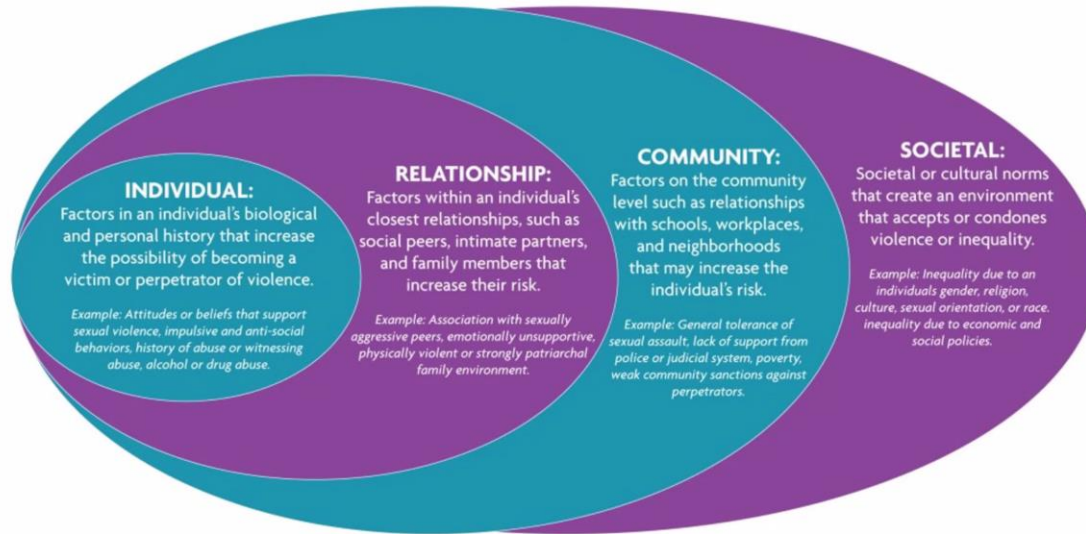 INDIVIDUAL:
Factors in an individual's biological
and personal history that increase
the possibility of becoming a
victim or perpetrator of violence.
Example: Attitudes or beliefs that support
sexual violence, impulsive and anti-social
behaviors, history of abuse or witnessing
abuse, alcohol or drug abuse.
RELATIONSHIP:
Factors within an individual's
closest relationships, such as
social peers, intimate partners,
and family members that
increase their risk.
Example: Association with sexually
aggressive peers, emotionally unsupportive,
physically violent or strongly patriarchal
family environment.
COMMUNITY:
Factors on the community
level such as relationships
with schools, workplaces,
and neighborhoods
that may increase the
individual's risk.
Example: General tolerance of
sexual assault, lack of support from
police or judicial system, poverty,
weak community sanctions against
perpetrators.
SOCIETAL:
Societal or cultural norms
that create an environment
that accepts or condones
violence or inequality.
Example: Inequality due to an
individuals gender, religion,
culture, sexual orientation, or race.
inequality due to economic and
social policies.